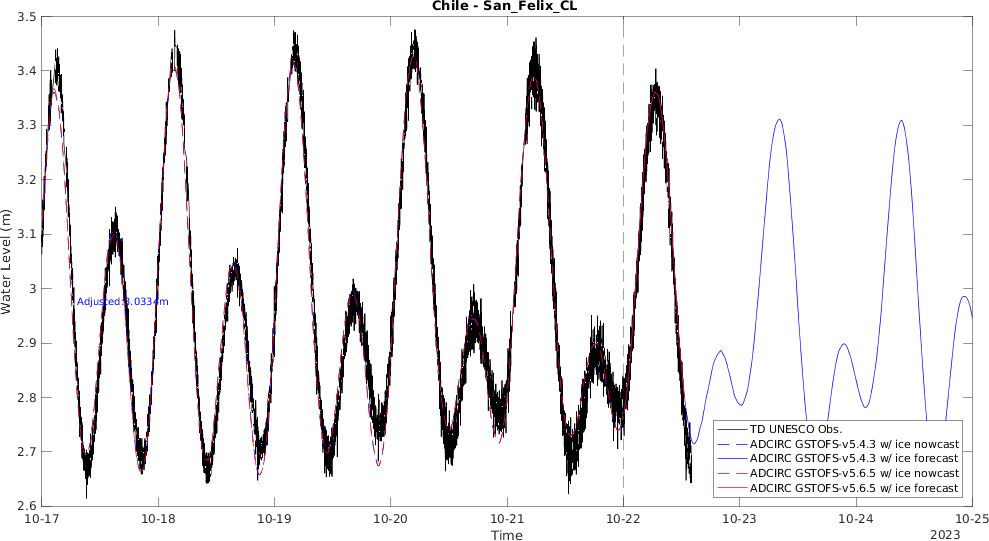 Chile - San_Felix_CL
3.5
3.4
3.3
3.2
3.1
3
2.9
2.8
2.7
2.6
Water Level (m)
Adjusted:3.0334m
TD UNESCO Obs.
ADCIRC GSTOFS-v5.4.3 w/ ice nowcast
ADCIRC GSTOFS-v5.4.3 w/ ice forecast
ADCIRC GSTOFS-v5.6.5 w/ ice nowcast
ADCIRC GSTOFS-v5.6.5 w/ ice forecast
10-17 10-18 10-19 10-20 10-21 10-22 10-23 10-24 10-25
Time
2023